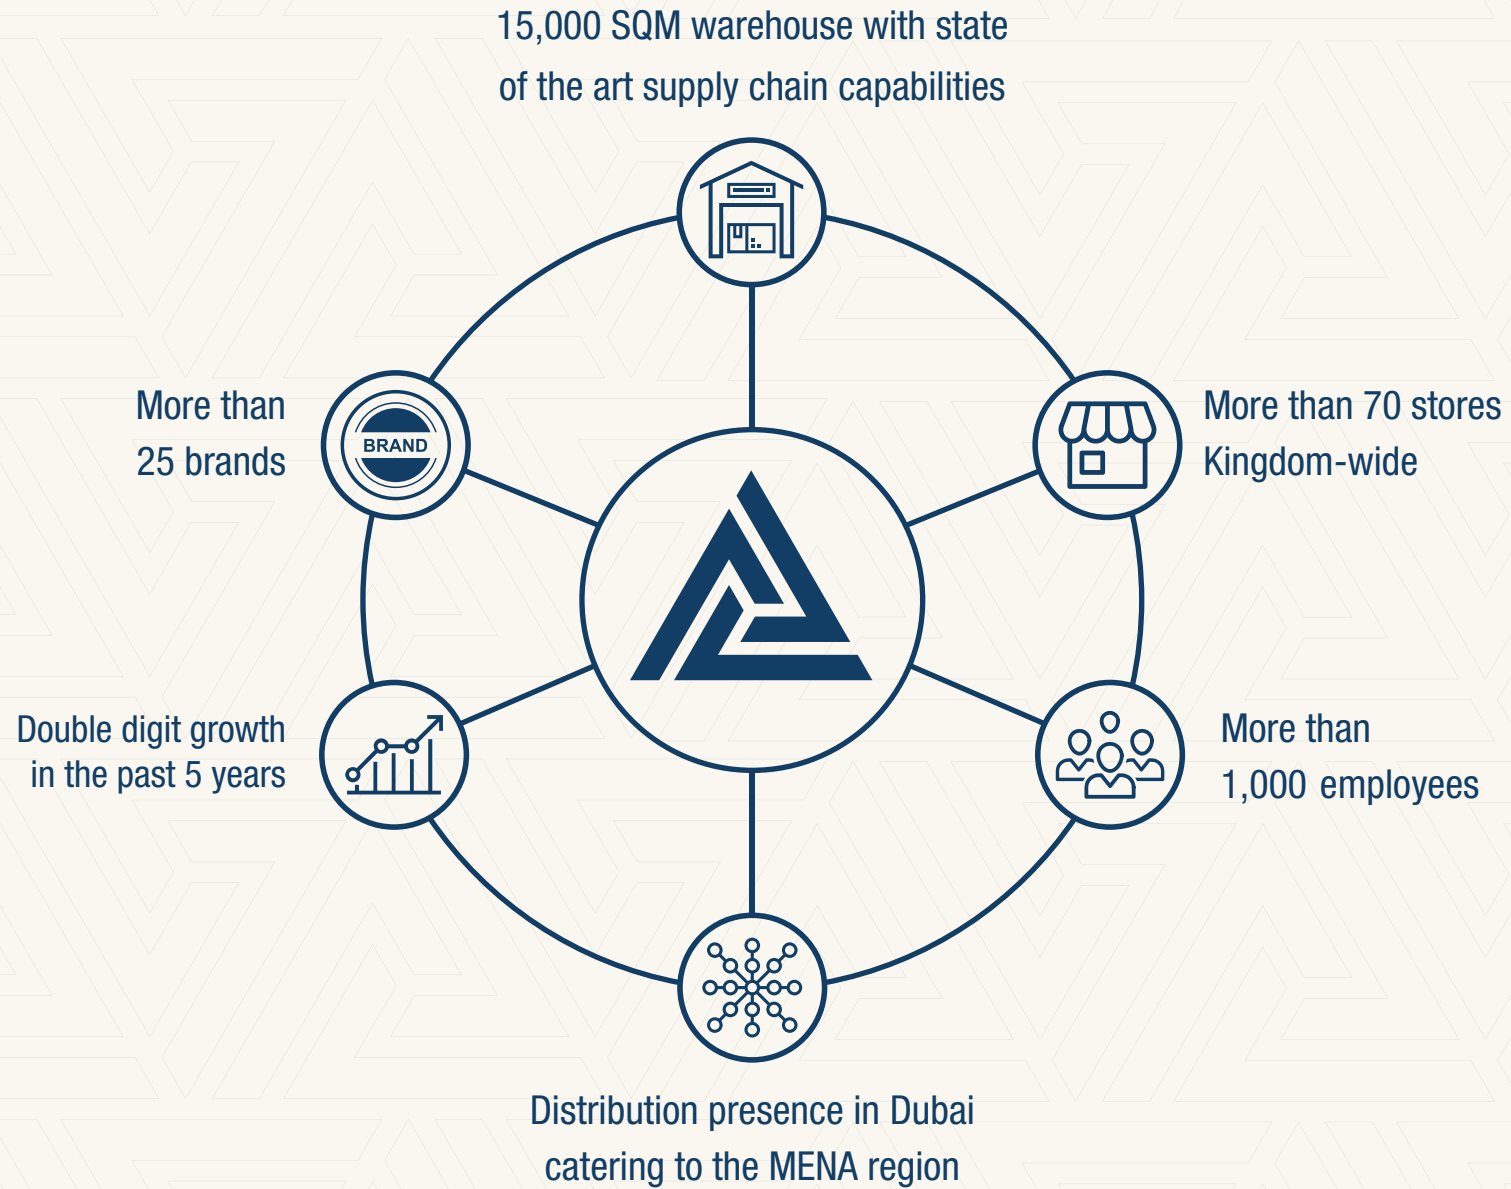 15,000 SQM warehouse with state
of the art supply chain capabilities
More than
25 brands
BRAND
More than 70 stores
Kingdom-wide
Double digit growth
in the past 5 years
More than
1,000 employees
Distribution presence in Dubai
catering to the MENA region